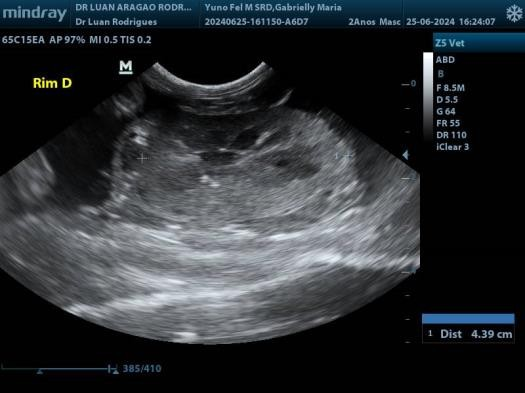 mindray
DR LUAN ARAGAO RODR...
Dr Luan Rodrigues
Yuno Fel M SRD,Gabrielly Maria
20240625-161150-A6D7
2Anos Masc
25-06-2024 16:24:07
65C15EA AP 97% MI 0.5 TIS 0.2
M
Rim D
Z5 Vet
ABD
B
F 8.5M
D 5.5
G 64
FR 55
DR 110
iClear 3
0
1
1 Dist 4.39 cm
385/410